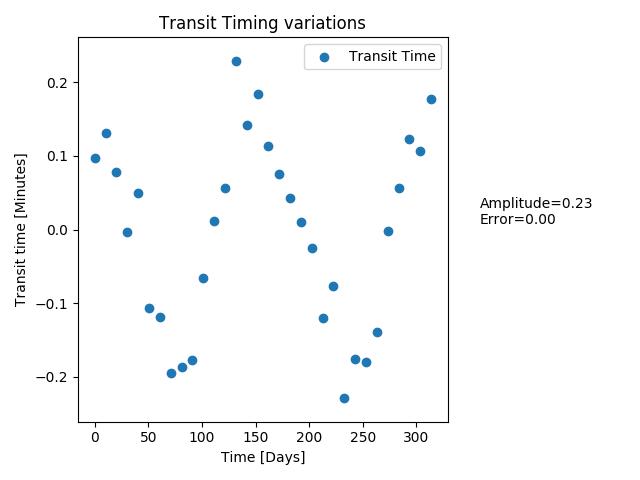 Transit Timing variations
Transit Time
Transit time [Minutes]
0.2
0.1
0.0
−0.1
−0.2
Amplitude=0.23
Error=0.00
0 50 100 150 200 250 300
Time [Days]